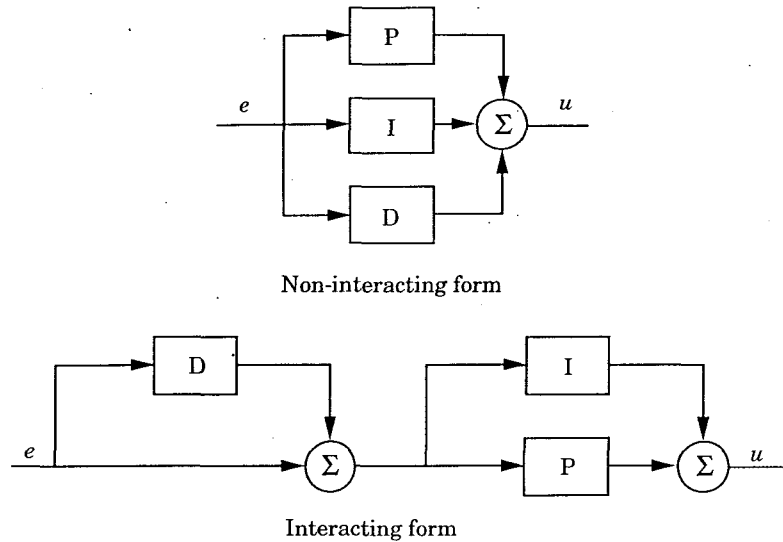 P
e
I
Σ
u
D
Non-interacting form
D
I
e
Σ
P
Σ
u
Interacting form